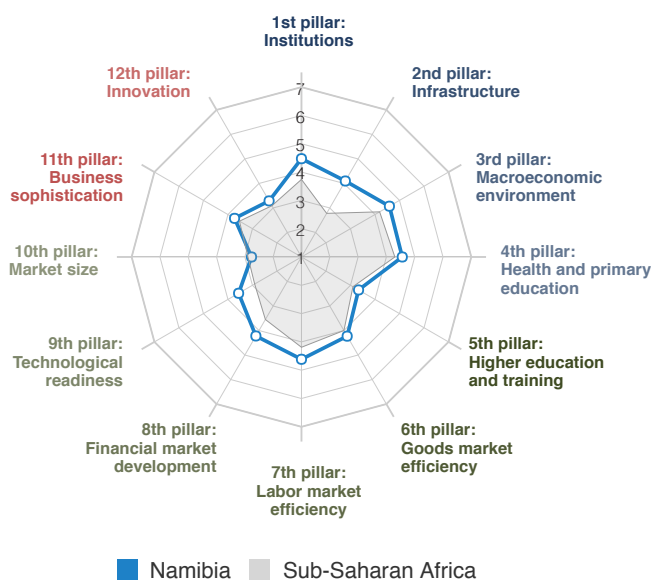 1st pillar:
Institutions
2nd pillar:
Infrastructure
3rd pillar:
Macroeconomic
environment
4th pillar:
Health and primary
education
5th pillar:
Higher education
and training
6th pillar:
Goods market
efficiency
7th pillar:
Labor market
efficiency
8th pillar:
Financial market
development
9th pillar:
Technological
readiness
10th pillar:
Market size
11th pillar:
Business
sophistication
12th pillar:
Innovation
7
6
5
4
3
2
1
Namibia
Sub-Saharan Africa